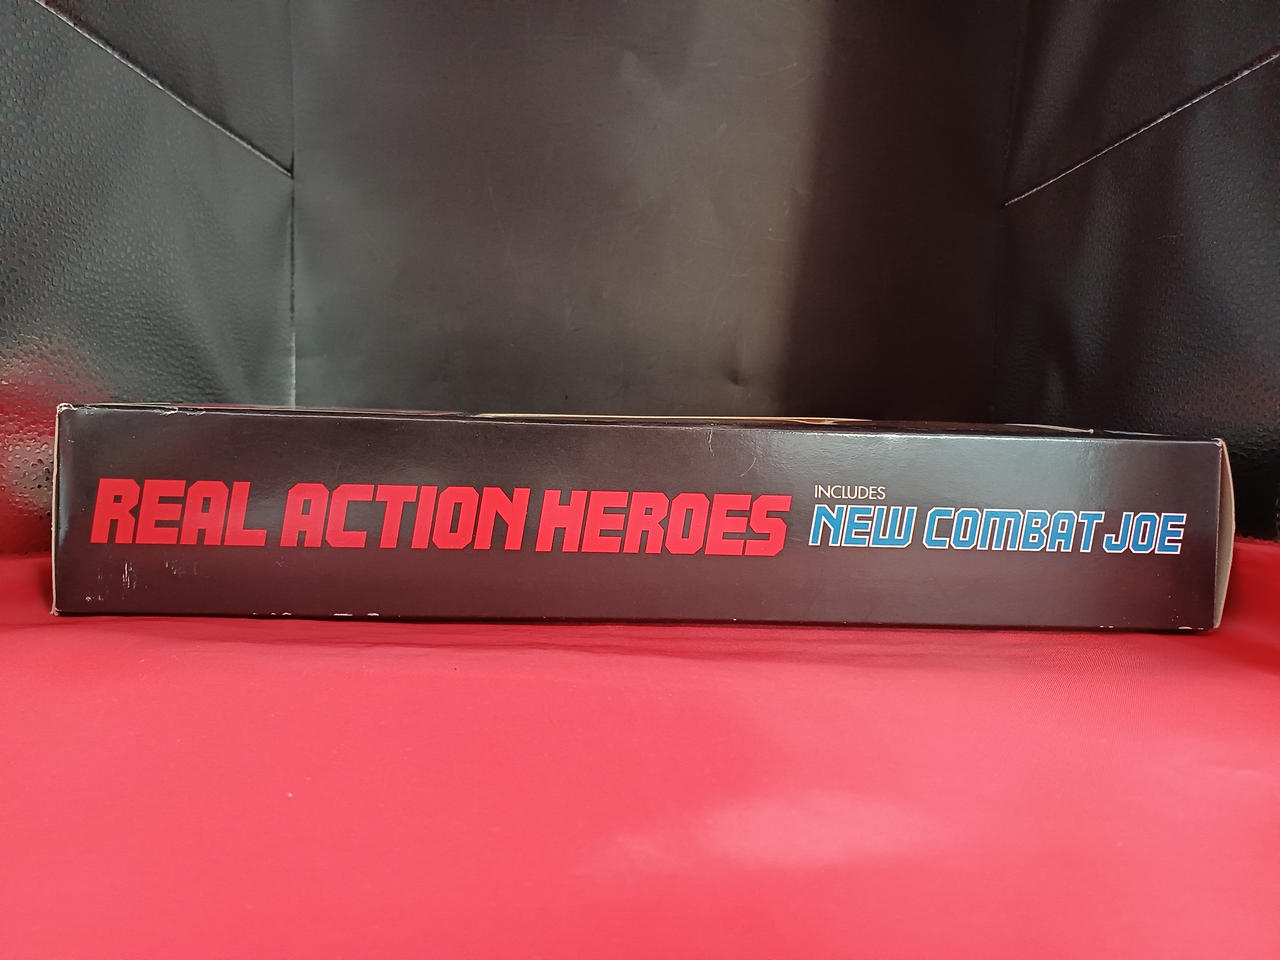 REAL ACTION HEROES
INCLUDES
NEW COMBAT JOE